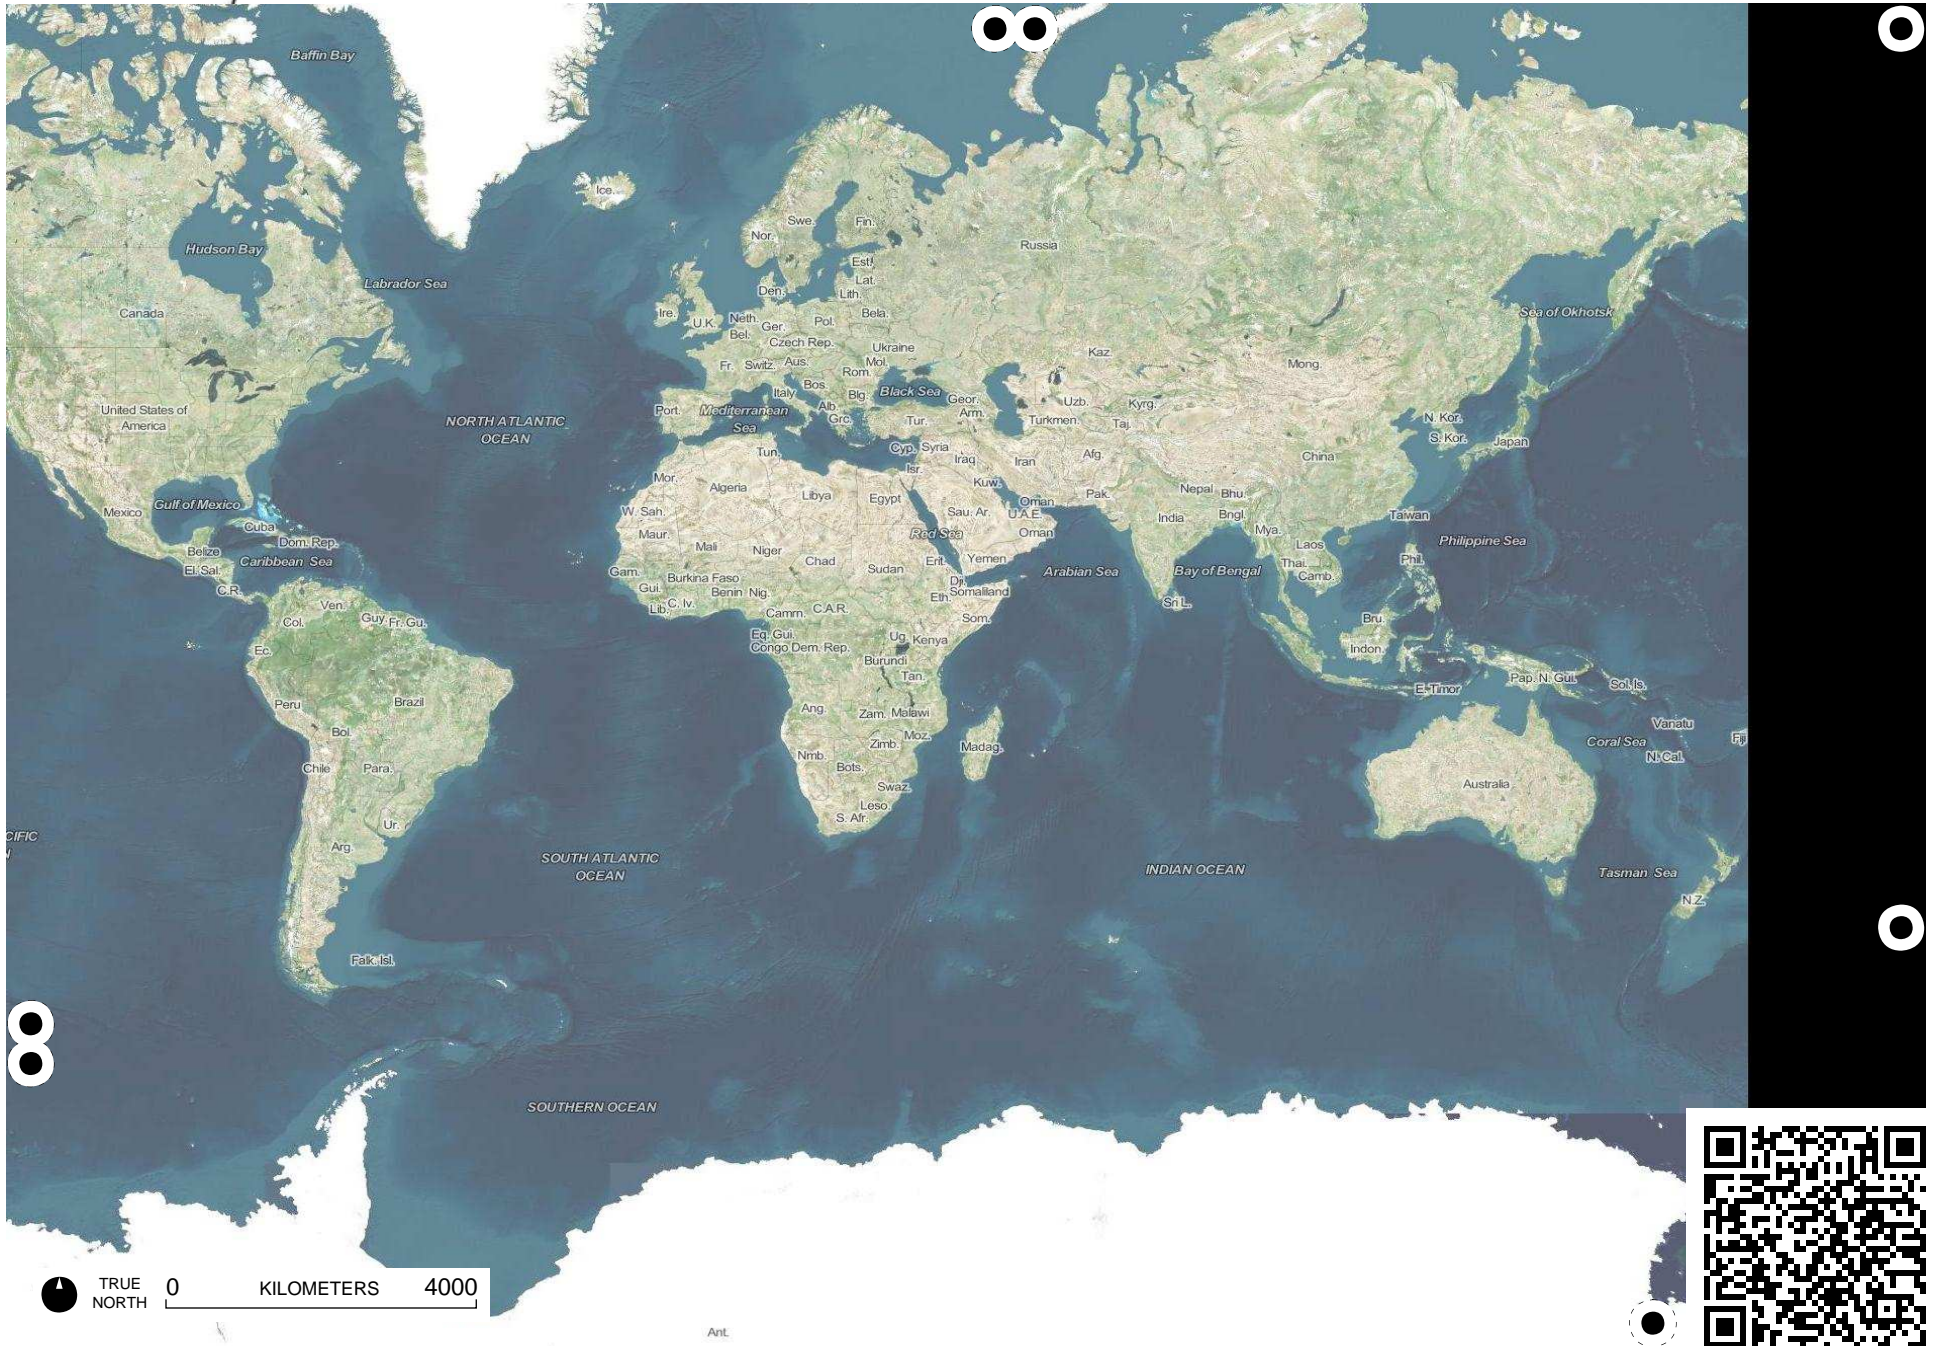 Baffin Bay
Ice.
Swe.
Fin.
Nor.
Russia
Hudson Bay
Est.
Labrador Sea
Lat.
Den.
Lith.
Canada
Ire.
U.K.
Neth.
Ger.
Pol.
Bela.
Sea of Okhotsk
Bel.
Czech Rep.
Ukraine
Fr.
Switz.
Aus.
Mol.
Kaz.
Mong.
Rom.
Bos.
Italy
Blg.
Black Sea
Geor.
Uzb.
Kyrg.
United States of
America
Port.
Mediterranean
Sea
Alb.
Grc.
Tur.
Arm.
Turkmen.
Taj.
N. Kor.
S. Kor.
Japan
NORTH ATLANTIC
OCEAN
Tun.
Cyp.
Syria
Iraq
Iran
Afg.
China
Isr.
Mor.
Algeria
Libya
Egypt
Kuw.
Pak.
Nepal
Bhu.
Gulf of Mexico
Mexico
Cuba
W. Sah.
Sau. Ar.
Oman
U.A.E.
India
Bngl.
Taiwan
Maur.
Red Sea
Oman
Mya.
Philippine Sea
Dom. Rep.
Belize
Mali
Niger
Chad
Sudan
Erit.
Yemen
Laos
Caribbean Sea
El Sal.
Gam.
Burkina Faso
Arabian Sea
Bay of Bengal
Thai.
Camb.
Phil.
C.R.
Gui.
Benin
Nig.
Dji.
Somaliland
Eth.
Ven.
Lib.
C. Iv.
Camm.
C.A.R.
Som.
Sri L.
Col.
Guy.
Fr. Gu.
Bru.
Eq. Gui.
Congo Dem. Rep.
Ug.
Kenya
Indon.
Ec.
Burundi
Tan.
Pap. N. Gui.
Sol. Is.
E. Timor
Peru
Brazil
Ang.
Zam.
Malawi
Vanatu
Bol.
Zimb.
Moz.
Madag.
Coral Sea
Fiji
Chile
Para.
Nmb.
Bots.
N. Cal.
Swaz.
Australia
Leso.
S. Afr.
Ur.
CIFIC
N
Arg.
SOUTH ATLANTIC
OCEAN
INDIAN OCEAN
Tasman Sea
N.Z.
Falk. Isl.
SOUTHERN OCEAN
TRUE
NORTH
0 KILOMETERS 4000
Ant.